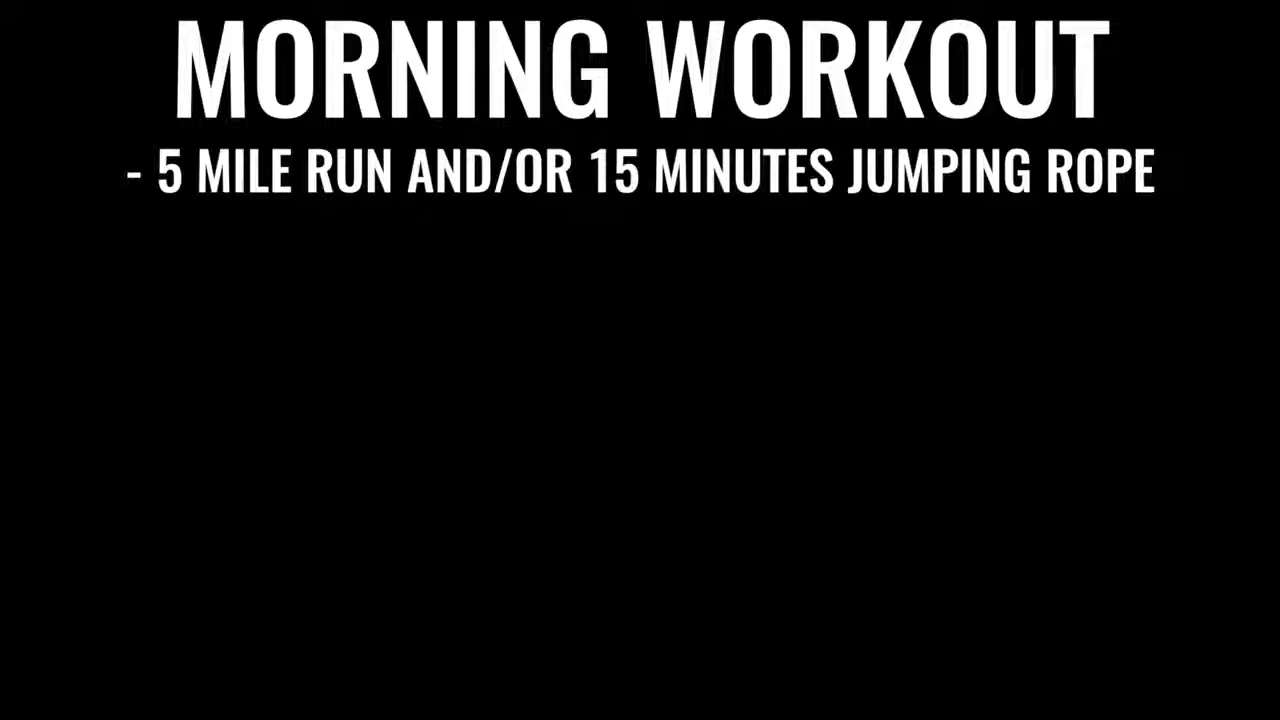 MORNING WORKOUT
- 5 MILE RUN AND/OR 15 MINUTES JUMPING ROPE